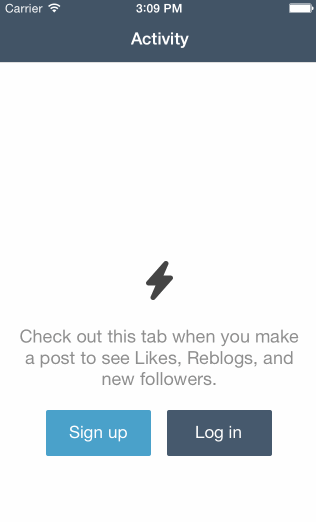 Carrier 3:09 PM
Activity
Check out this tab when you make
a post to see Likes, Reblogs, and
new followers.
Sign up Log in